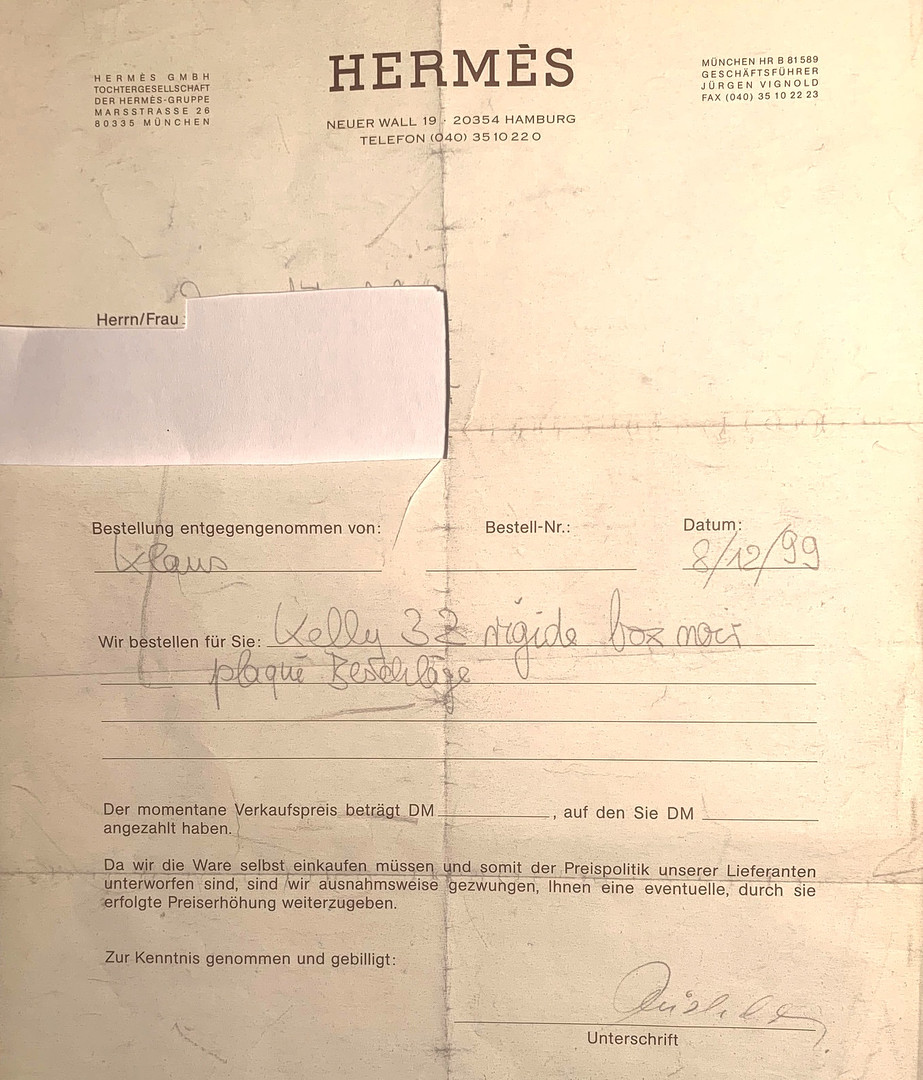 HERMÈS GMBH
TOCHTERGESELLSCHAFT
DER HERMÈS-GRUPPE
MARSSTRASSE 26
80335 MÜNCHEN
HERMÈS
NEUER WALL 19 · 20354 HAMBURG
TELEFON (040) 35 10 22 0
MÜNCHEN HR B 81589
GESCHÄFTSFÜHRER
JÜRGEN VIGNOLD
FAX (040) 35 10 22 23
Herrn/Frau:
Bestellung entgegengenommen von: Bestell-Nr.: Datum:
Klaus 8/12/99
Wir bestellen für Sie: Kelly 32 rigide box
plaqué Beschläge
Der momentane Verkaufspreis beträgt DM , auf den Sie DM
angezahlt haben.
Da wir die Ware selbst einkaufen müssen und somit der Preispolitik unserer Lieferanten
unterworfen sind, sind wir ausnahmsweise gezwungen, Ihnen eine eventuelle, durch sie
erfolgte Preiserhöhung weiterzugeben.
Zur Kenntnis genommen und gebilligt:
Unterschrift